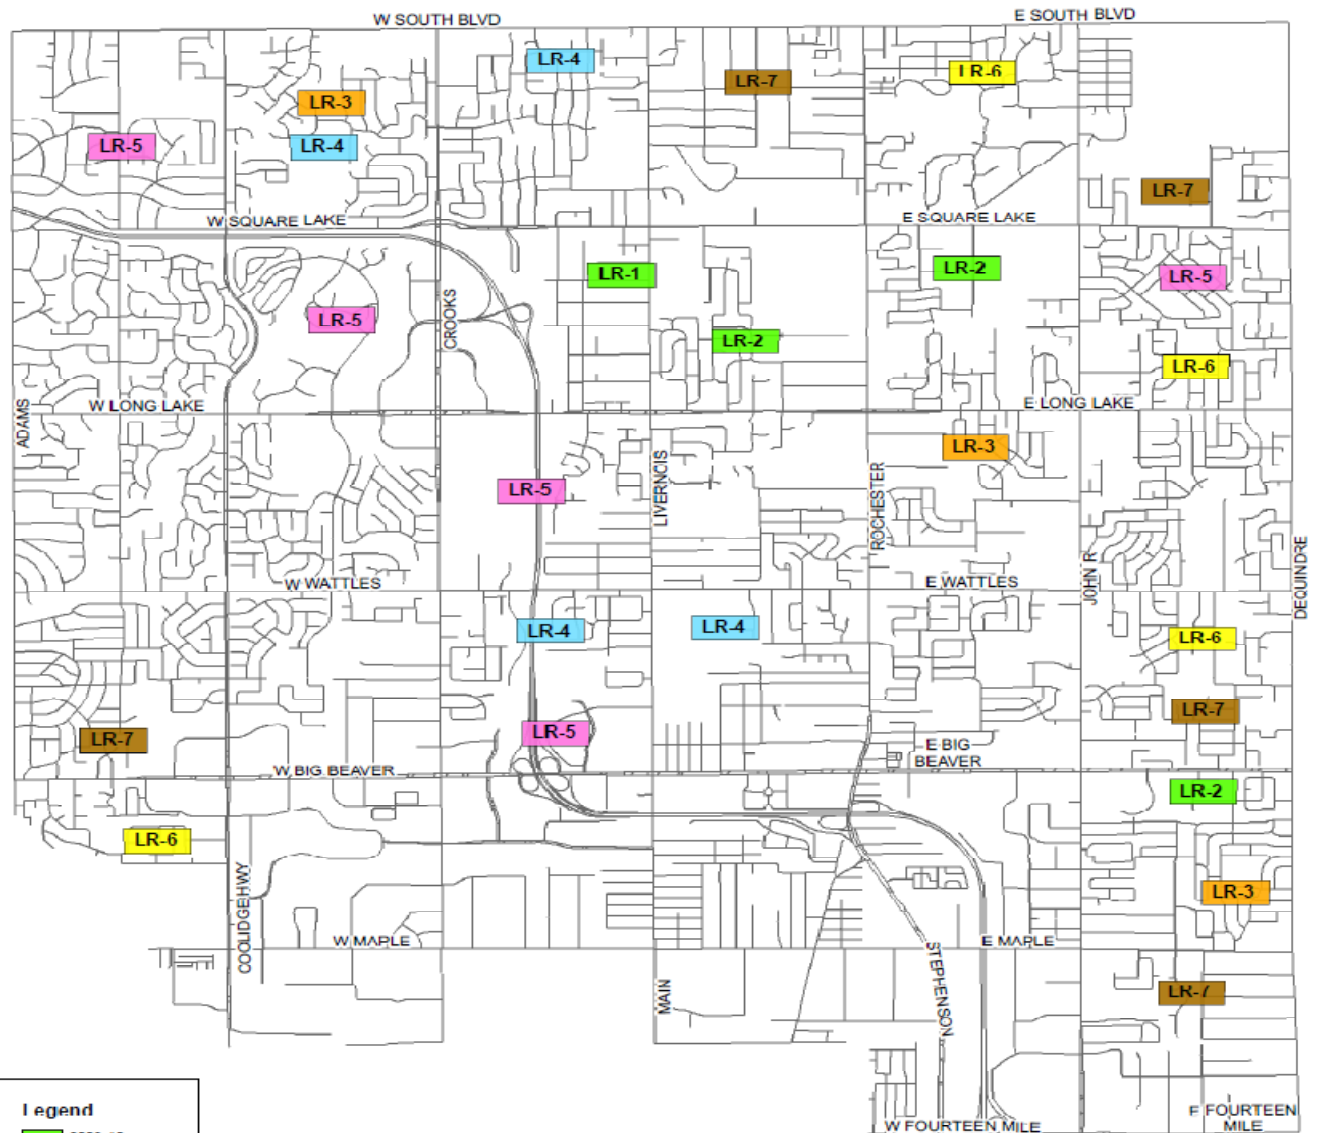 W SOUTH BLVD
E SOUTH BLVD
LR-4
LR-7
LR-6
LR-3
LR-5
LR-4
LR-7
W SQUARE LAKE
E SQUARE LAKE
LR-1
LR-2
LR-5
LR-5
CROOKS
LR-2
LR-6
ADAMS
W LONG LAKE
E LONG LAKE
LR-3
LR-5
LIVERNOIS
ROCHESTER
W WATTLES
E WATTLES
JOHN R
DEQUINDRE
LR-4
LR-4
LR-6
LR-7
LR-5
LR-7
E BIG
BEAVER
W BIG BEAVER
LR-2
LR-6
LR-3
COOLIDGE HWY
W MAPLE
E MAPLE
MAIN
STEPHENSON
LR-7
Legend
E FOURTEEN
MILE
W FOURTEEN MILE